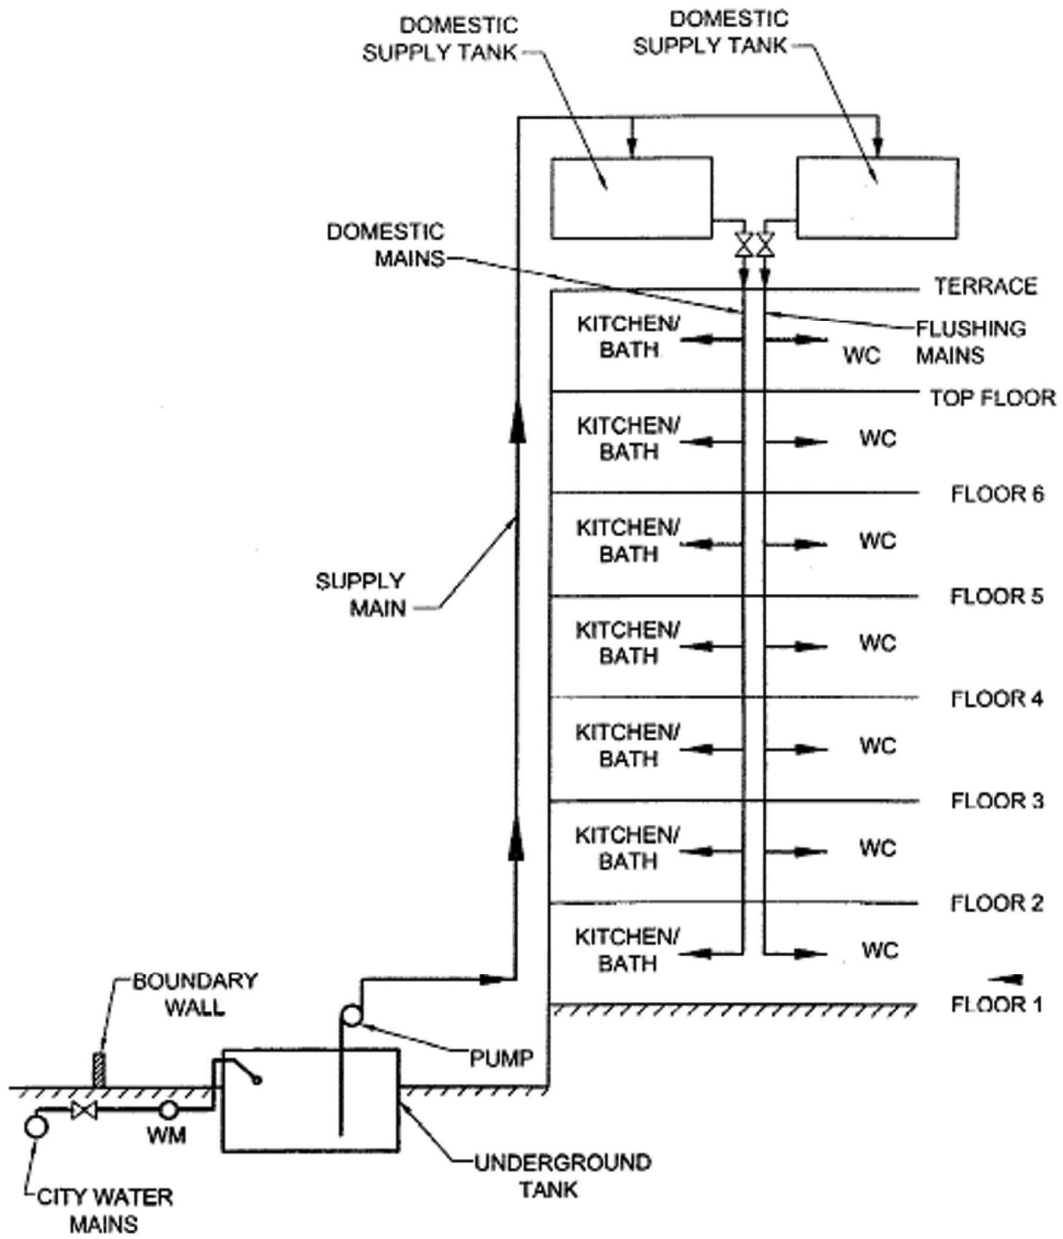 DOMESTIC
SUPPLY TANK
DOMESTIC
SUPPLY TANK
DOMESTIC
MAINS
TERRACE
KITCHEN/
BATH
WC
FLUSHING
MAINS
TOP FLOOR
KITCHEN/
BATH
WC
FLOOR 6
KITCHEN/
BATH
WC
SUPPLY
MAIN
FLOOR 5
KITCHEN/
BATH
WC
FLOOR 4
KITCHEN/
BATH
WC
FLOOR 3
KITCHEN/
BATH
WC
FLOOR 2
KITCHEN/
BATH
WC
BOUNDARY
WALL
FLOOR 1
PUMP
WM
UNDERGROUND
TANK
CITY WATER
MAINS